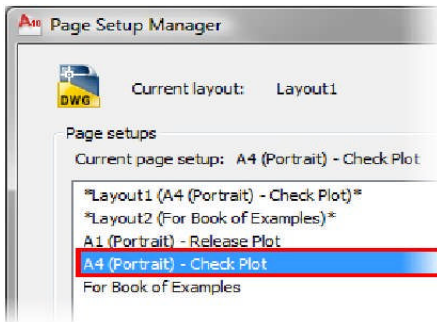 A10 Page Setup Manager
DWG
Current layout: Layout1
Page setups
Current page setup: A4 (Portrait) - Check Plot
*Layout1 (A4 (Portrait) - Check Plot)*
*Layout2 (For Book of Examples)*
A1 (Portrait) - Release Plot
A4 (Portrait) - Check Plot
For Book of Examples